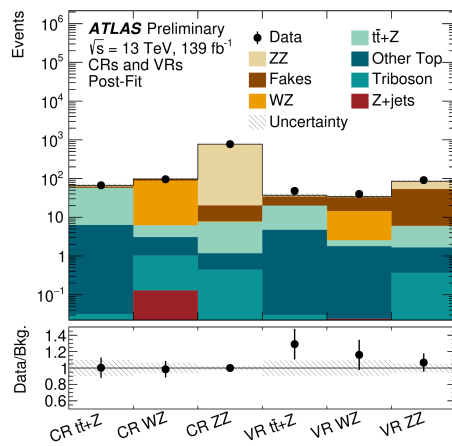 Events
ATLAS Preliminary
√s = 13 TeV, 139 fb⁻¹
CRs and VRs
Post-Fit
Data
ZZ
Fakes
WZ
Uncertainty
tt̄+Z
Other Top
Triboson
Z+jets
10⁶
10⁵
10⁴
10³
10²
10
1
10⁻¹
Data/Bkg.
1.4
1.2
1.0
0.8
0.6
CR tt̄+Z
CR WZ
CR ZZ
VR tt̄+Z
VR WZ
VR ZZ